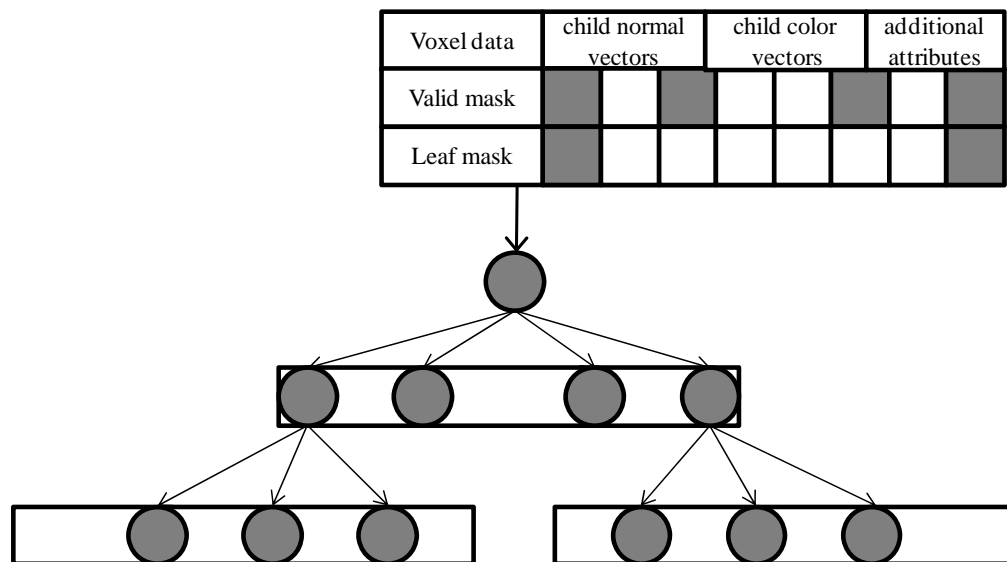 Voxel data
child normal
vectors
child color
vectors
additional
attributes
Valid mask
Leaf mask